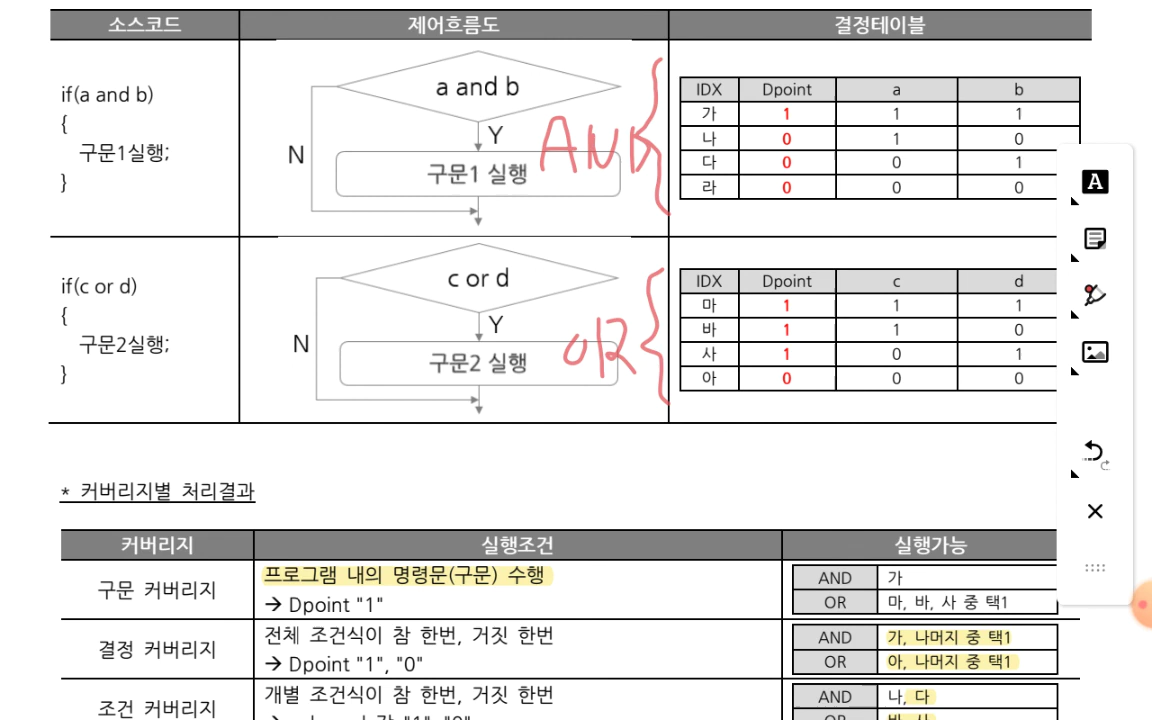 소스코드 제어흐름도 결정테이블
if(a and b)
{
구문1실행;
}
a and b
Y
N
구문1 실행
AND
IDX Dpoint a b
가 1 1 1
나 0 1 0
다 0 0 1
라 0 0 0
if(c or d)
{
구문2실행;
}
c or d
Y
N
구문2 실행
OR
IDX Dpoint c d
마 1 1 1
바 1 1 0
사 1 0 1
아 0 0 0
* 커버리지별 처리결과
커버리지 실행조건 실행가능
구문 커버리지
프로그램 내의 명령문(구문) 수행
→ Dpoint "1"
AND 가
OR 마, 바, 사 중 택1
결정 커버리지
전체 조건식이 참 한번, 거짓 한번
→ Dpoint "1", "0"
AND 가, 나머지 중 택1
OR 아, 나머지 중 택1
조건 커버리지
개별 조건식이 참 한번, 거짓 한번
AND 나, 다
OR 바, 사
A